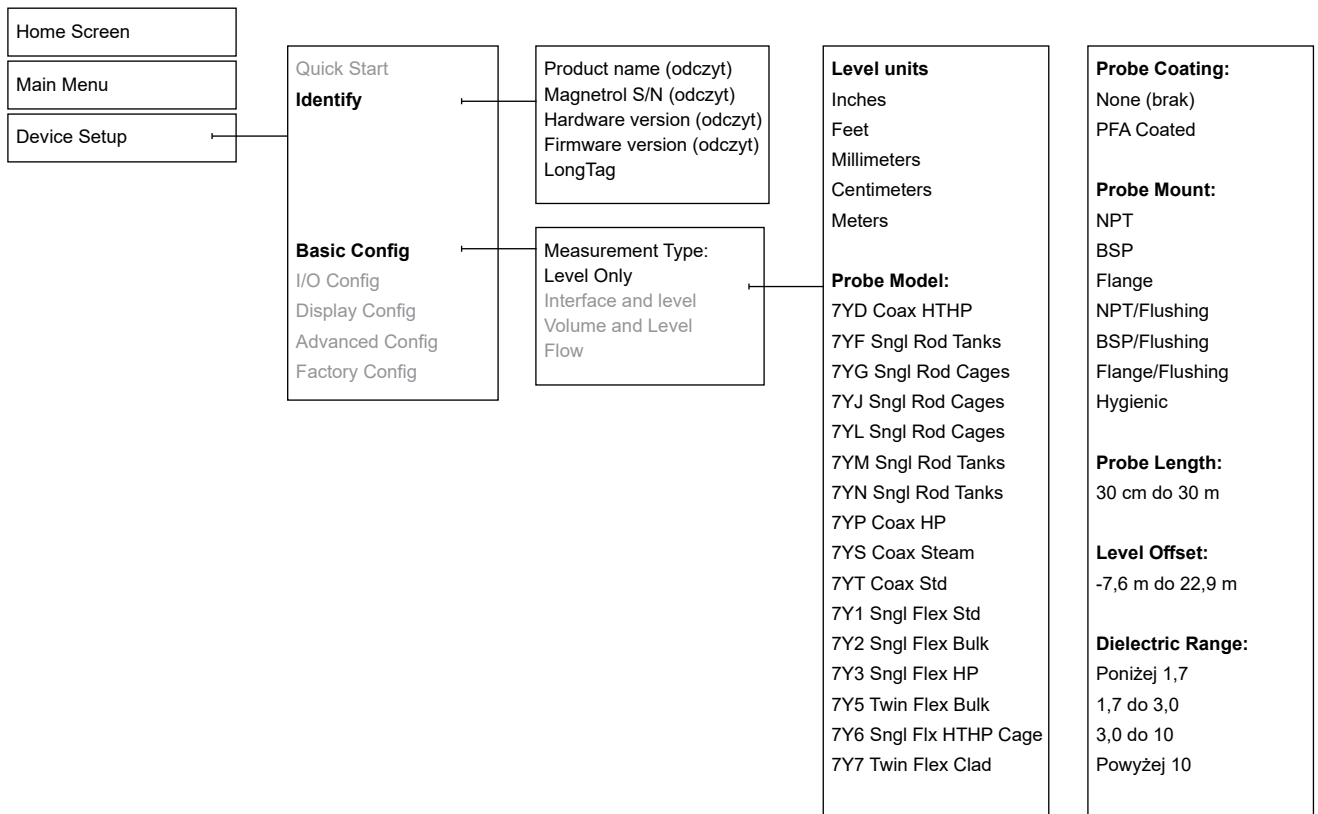 Home Screen
Main Menu
Device Setup
Quick Start
Identify
Basic Config
I/O Config
Display Config
Advanced Config
Factory Config
Product name (odczyt)
Magnetrol S/N (odczyt)
Hardware version (odczyt)
Firmware version (odczyt)
LongTag
Measurement Type:
Level Only
Interface and level
Volume and Level
Flow
Level units
Inches
Feet
Millimeters
Centimeters
Meters
Probe Model:
7YD Coax HTHP
7YF Sngl Rod Tanks
7YG Sngl Rod Cages
7YJ Sngl Rod Cages
7YL Sngl Rod Cages
7YM Sngl Rod Tanks
7YN Sngl Rod Tanks
7YP Coax HP
7YS Coax Steam
7YT Coax Std
7Y1 Sngl Flex Std
7Y2 Sngl Flex Bulk
7Y3 Sngl Flex HP
7Y5 Twin Flex Bulk
7Y6 Sngl Flx HTHP Cage
7Y7 Twin Flex Clad
Probe Coating:
None (brak)
PFA Coated
Probe Mount:
NPT
BSP
Flange
NPT/Flushing
BSP/Flushing
Flange/Flushing
Hygienic
Probe Length:
30 cm do 30 m
Level Offset:
-7,6 m do 22,9 m
Dielectric Range:
Poniżej 1,7
1,7 do 3,0
3,0 do 10
Powyżej 10